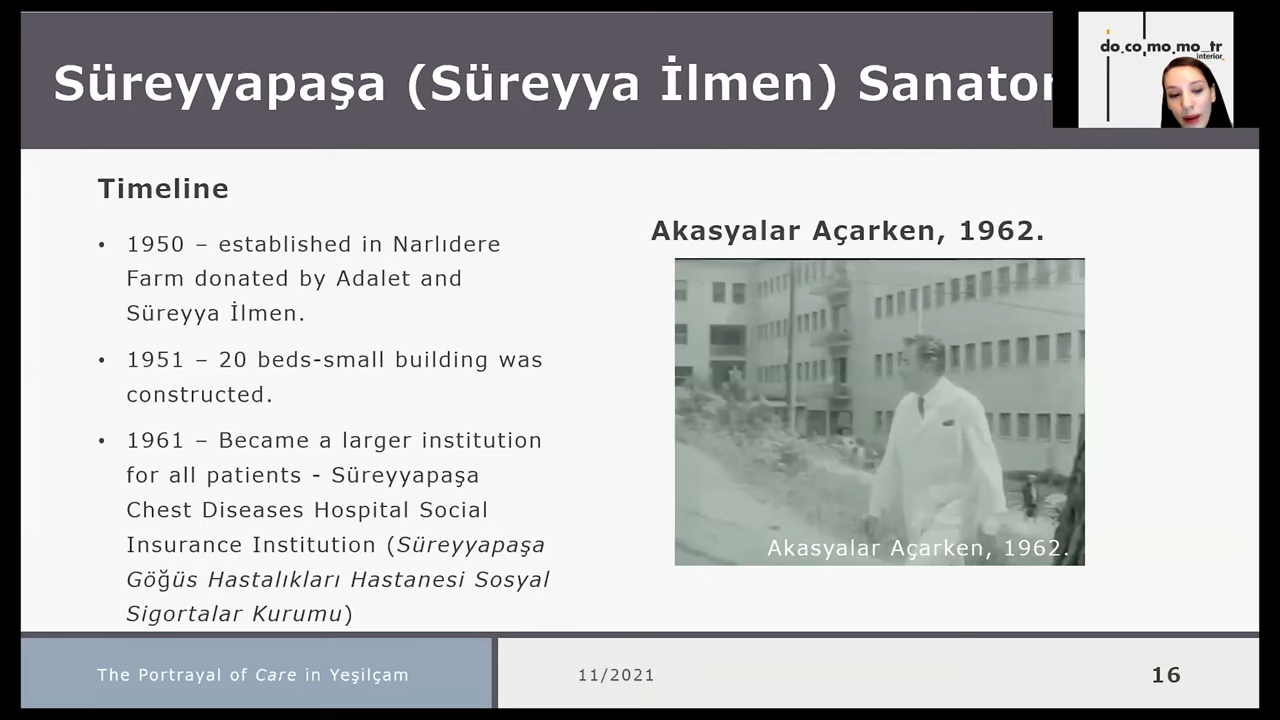 Süreyyapaşa (Süreyya İlmen) Sanator
do_co_mo_mo_tr
interior_
Timeline
• 1950 – established in Narlıdere
Farm donated by Adalet and
Süreyya İlmen.
• 1951 – 20 beds-small building was
constructed.
• 1961 – Became a larger institution
for all patients - Süreyyapaşa
Chest Diseases Hospital Social
Insurance Institution (Süreyyapaşa
Göğüs Hastalıkları Hastanesi Sosyal
Sigortalar Kurumu)
Akasyalar Açarken, 1962.
Akasyalar Açarken, 1962.
The Portrayal of Care in Yeşilçam
11/2021
16